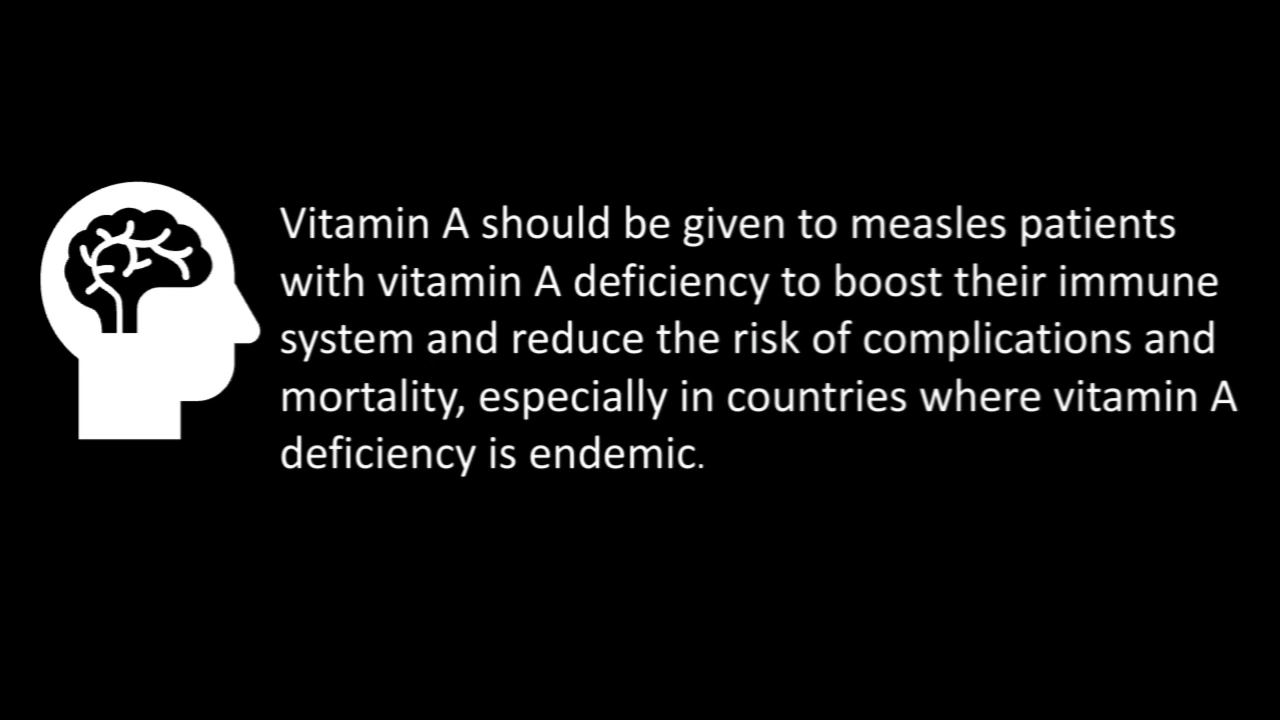 Vitamin A should be given to measles patients
with vitamin A deficiency to boost their immune
system and reduce the risk of complications and
mortality, especially in countries where vitamin A
deficiency is endemic.